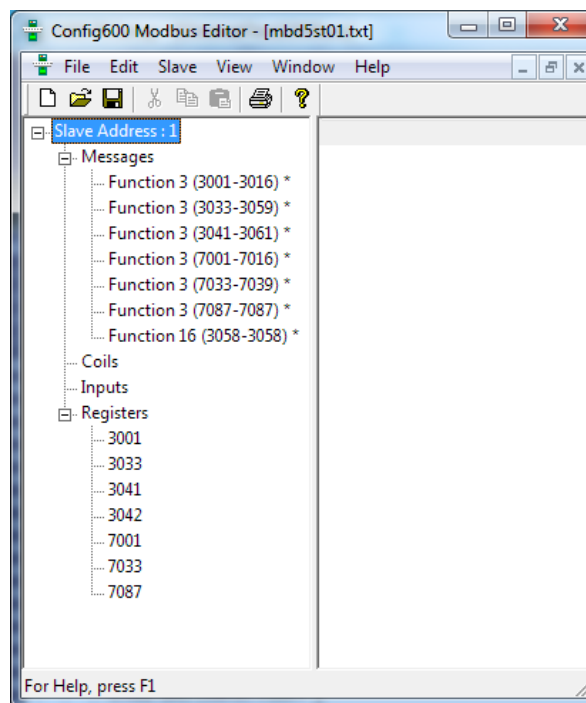 Config600 Modbus Editor - [mbd5st01.txt]
File Edit Slave View Window Help
Slave Address : 1
Messages
Function 3 (3001-3016) *
Function 3 (3033-3059) *
Function 3 (3041-3061) *
Function 3 (7001-7016) *
Function 3 (7033-7039) *
Function 3 (7087-7087) *
Function 16 (3058-3058) *
Coils
Inputs
Registers
3001
3033
3041
3042
7001
7033
7087
For Help, press F1